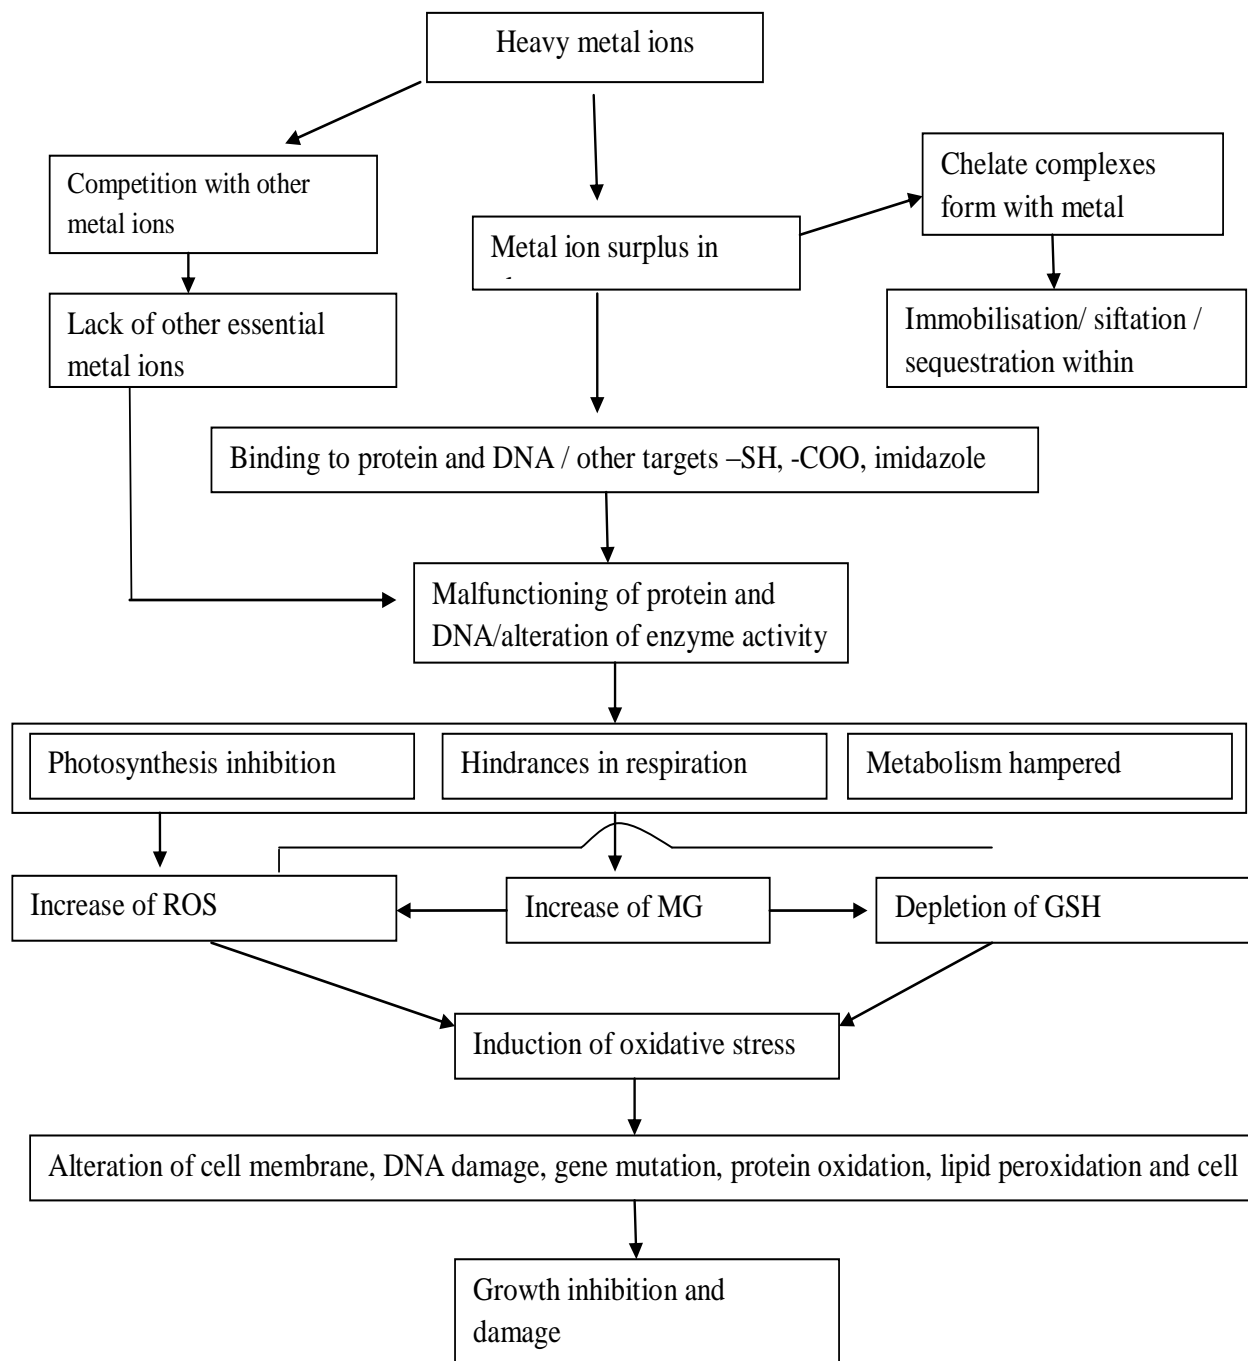 Heavy metal ions
Competition with other
metal ions
Chelate complexes
form with metal
Metal ion surplus in
Lack of other essential
metal ions
Immobilisation/ siftation /
sequestration within
Binding to protein and DNA / other targets –SH, -COO, imidazole
Malfunctioning of protein and
DNA/alteration of enzyme activity
Photosynthesis inhibition
Hindrances in respiration
Metabolism hampered
Increase of ROS
Increase of MG
Depletion of GSH
Induction of oxidative stress
Alteration of cell membrane, DNA damage, gene mutation, protein oxidation, lipid peroxidation and cell
Growth inhibition and
damage